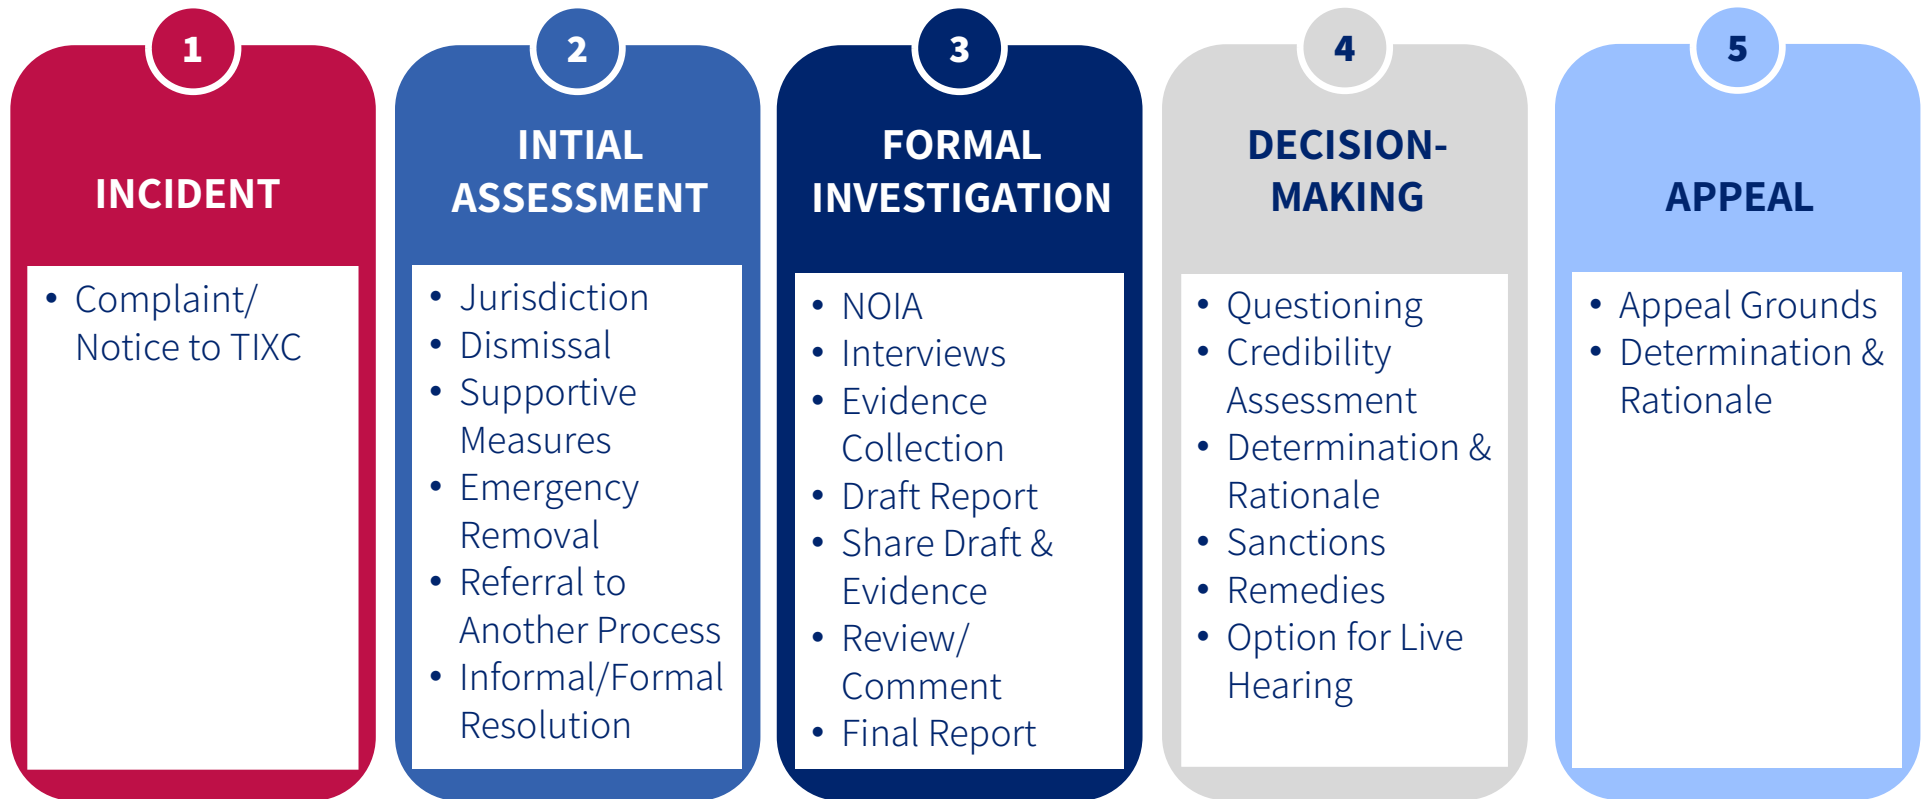 1
INCIDENT
• Complaint/
Notice to TIXC
2
INTIAL
ASSESSMENT
• Jurisdiction
• Dismissal
• Supportive
Measures
• Emergency
Removal
• Referral to
Another Process
• Informal/Formal
Resolution
3
FORMAL
INVESTIGATION
• NOIA
• Interviews
• Evidence
Collection
• Draft Report
• Share Draft &
Evidence
• Review/
Comment
• Final Report
4
DECISION-
MAKING
• Questioning
• Credibility
Assessment
• Determination &
Rationale
• Sanctions
• Remedies
• Option for Live
Hearing
5
APPEAL
• Appeal Grounds
• Determination &
Rationale